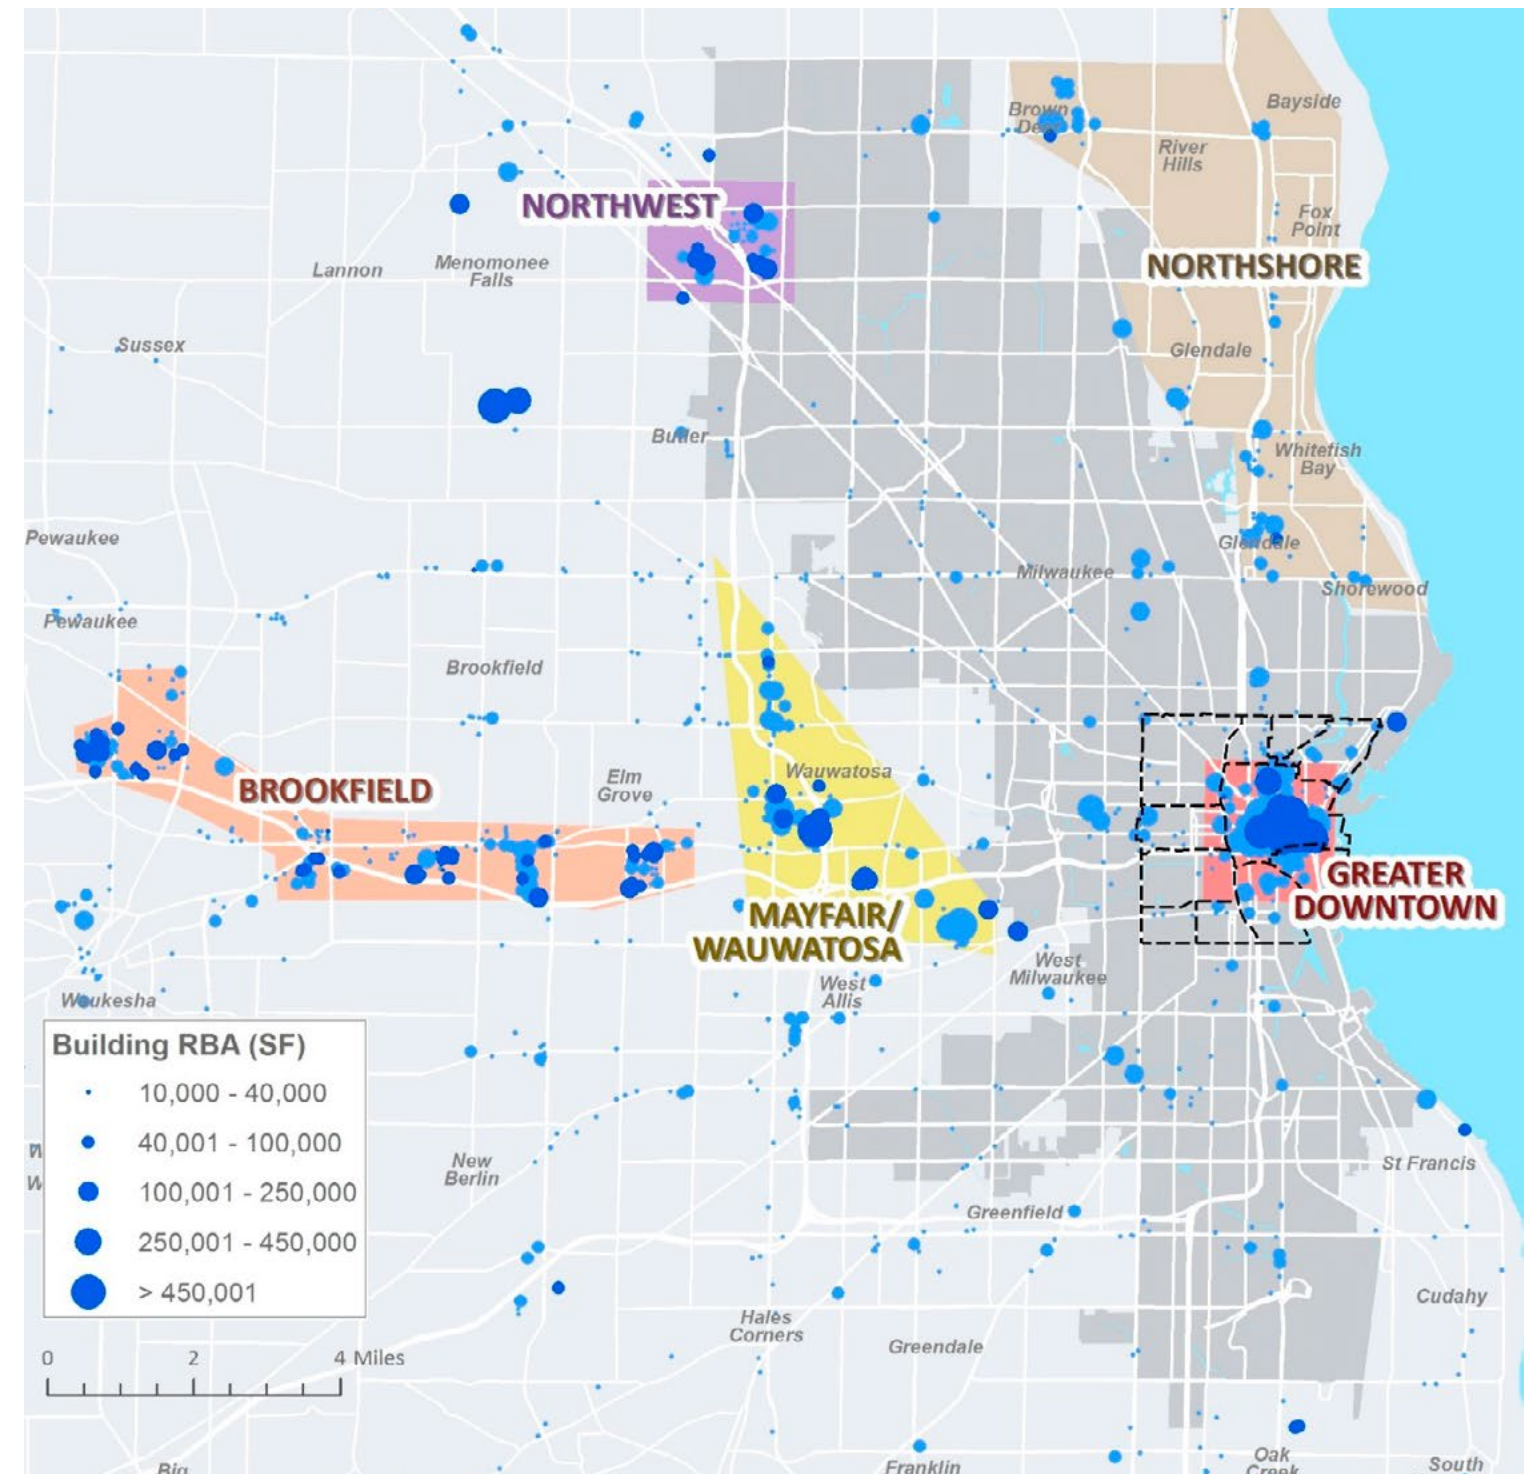 Bayside
Brown
Deer
River
Hills
NORTHWEST
Fox
Point
Lannon
Menomonee
Falls
NORTHSHORE
Sussex
Glendale
Butler
Whitefish
Bay
Pewaukee
Glendale
Milwaukee
Shorewood
Pewaukee
Brookfield
Wauwatosa
Elm
Grove
BROOKFIELD
GREATER
DOWNTOWN
MAYFAIR/
WAUWATOSA
West
Milwaukee
West
Allis
Waukesha
Building RBA (SF)
10,000 - 40,000
40,001 - 100,000
100,001 - 250,000
250,001 - 450,000
> 450,001
New
Berlin
St Francis
Greenfield
Cudahy
Hales
Corners
Greendale
0 2 4 Miles
Oak
Creek
Franklin
South
Big